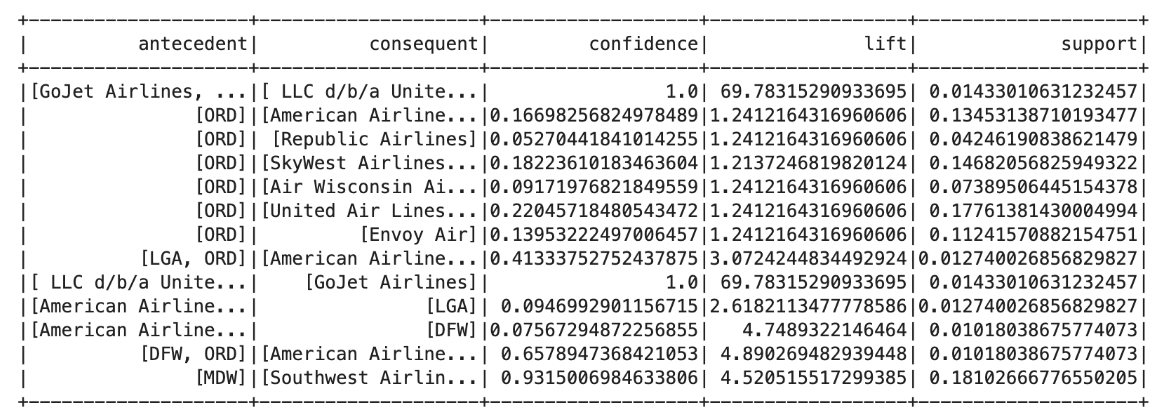 +--------------------+--------------------+-------------------+------------------+--------------------+
|          antecedent|          consequent|         confidence|              lift|             support|
+--------------------+--------------------+-------------------+------------------+--------------------+
|[GoJet Airlines, ...|[ LLC d/b/a Unite...|                1.0| 69.78315290933695| 0.01433010631232457|
|               [ORD]|[American Airline...|0.16698256824978489|1.2412164316960606| 0.13453138710193477|
|               [ORD]| [Republic Airlines]|0.05270441841014255|1.2412164316960606| 0.04246190838621479|
|               [ORD]|[SkyWest Airlines...|0.18223610183463604|1.2137246819820124| 0.14682056825949322|
|               [ORD]|[Air Wisconsin Ai...|0.09171976821849559|1.2412164316960606| 0.07389506445154378|
|               [ORD]|[United Air Lines...|0.22045718480543472|1.2412164316960606| 0.17761381430004994|
|               [ORD]|         [Envoy Air]|0.13953222497006457|1.2412164316960606| 0.11241570882154751|
|          [LGA, ORD]|[American Airline...|0.41333752752437875|3.0724244834492924|0.012740026856829827|
|[ LLC d/b/a Unite...|    [GoJet Airlines]|                1.0| 69.78315290933695| 0.01433010631232457|
|[American Airline...|               [LGA]| 0.0946992901156715|2.6182113477778586|0.012740026856829827|
|[American Airline...|               [DFW]|0.07567294872256855|   4.7489322146464| 0.01018038675774073|
|          [DFW, ORD]|[American Airline...| 0.6578947368421053| 4.890269482939448| 0.01018038675774073|
|               [MDW]|[Southwest Airlin...| 0.9315006984633806| 4.520515517299385| 0.18102666776550205|
+--------------------+--------------------+-------------------+------------------+--------------------+